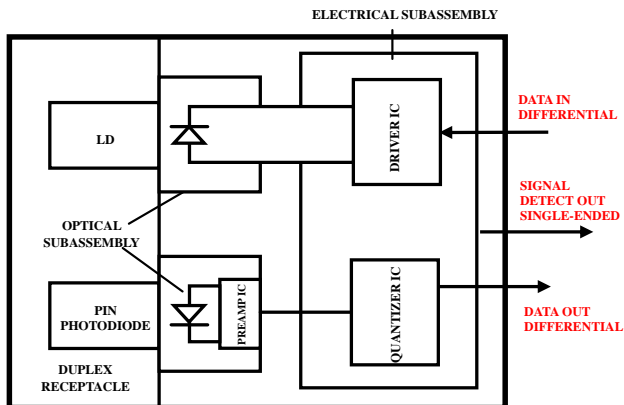 ELECTRICAL SUBASSEMBLY
LD
DRIVER IC
DATA IN
DIFFERENTIAL
OPTICAL
SUBASSEMBLY
SIGNAL
DETECT OUT
SINGLE-ENDED
PIN
PHOTODIODE
PREAMP IC
QUANTIZER IC
DATA OUT
DIFFERENTIAL
DUPLEX
RECEPTACLE